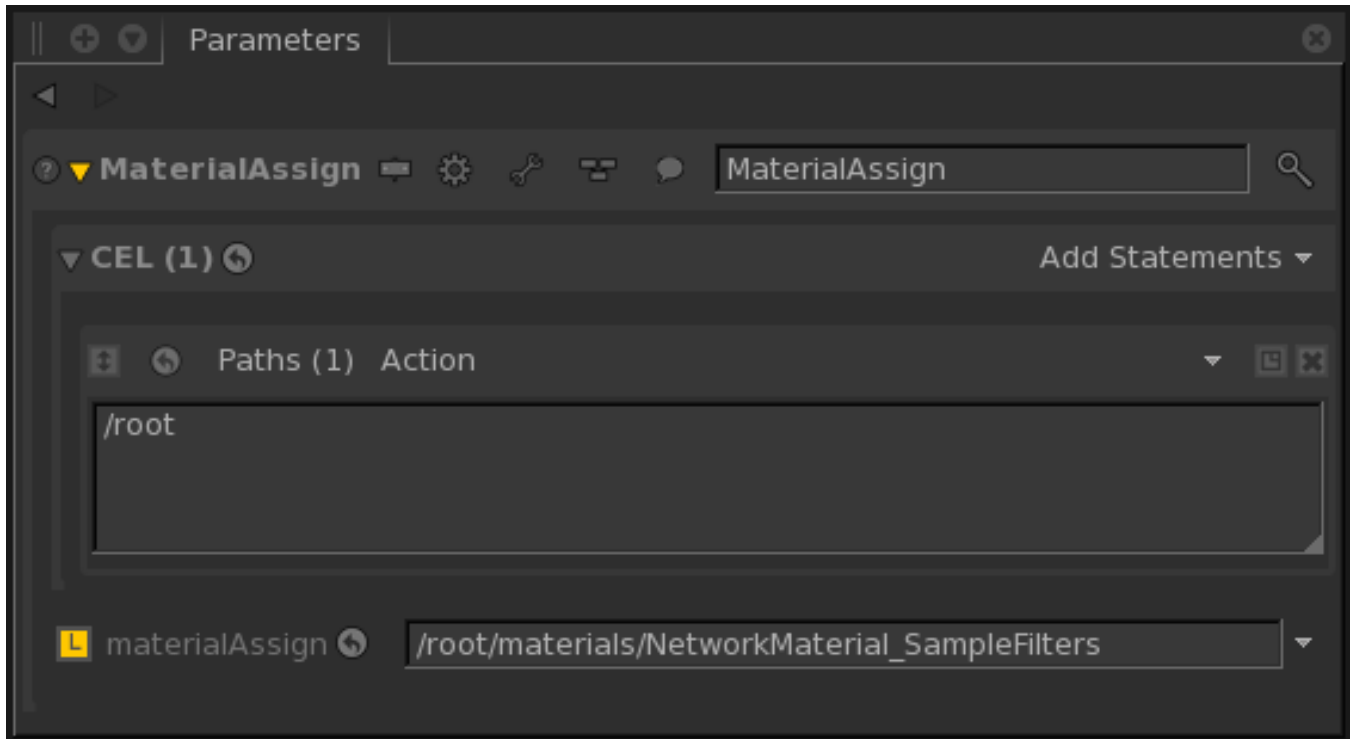 Parameters
MaterialAssign MaterialAssign
CEL (1) Add Statements
Paths (1) Action
/root
L materialAssign /root/materials/NetworkMaterial_SampleFilters